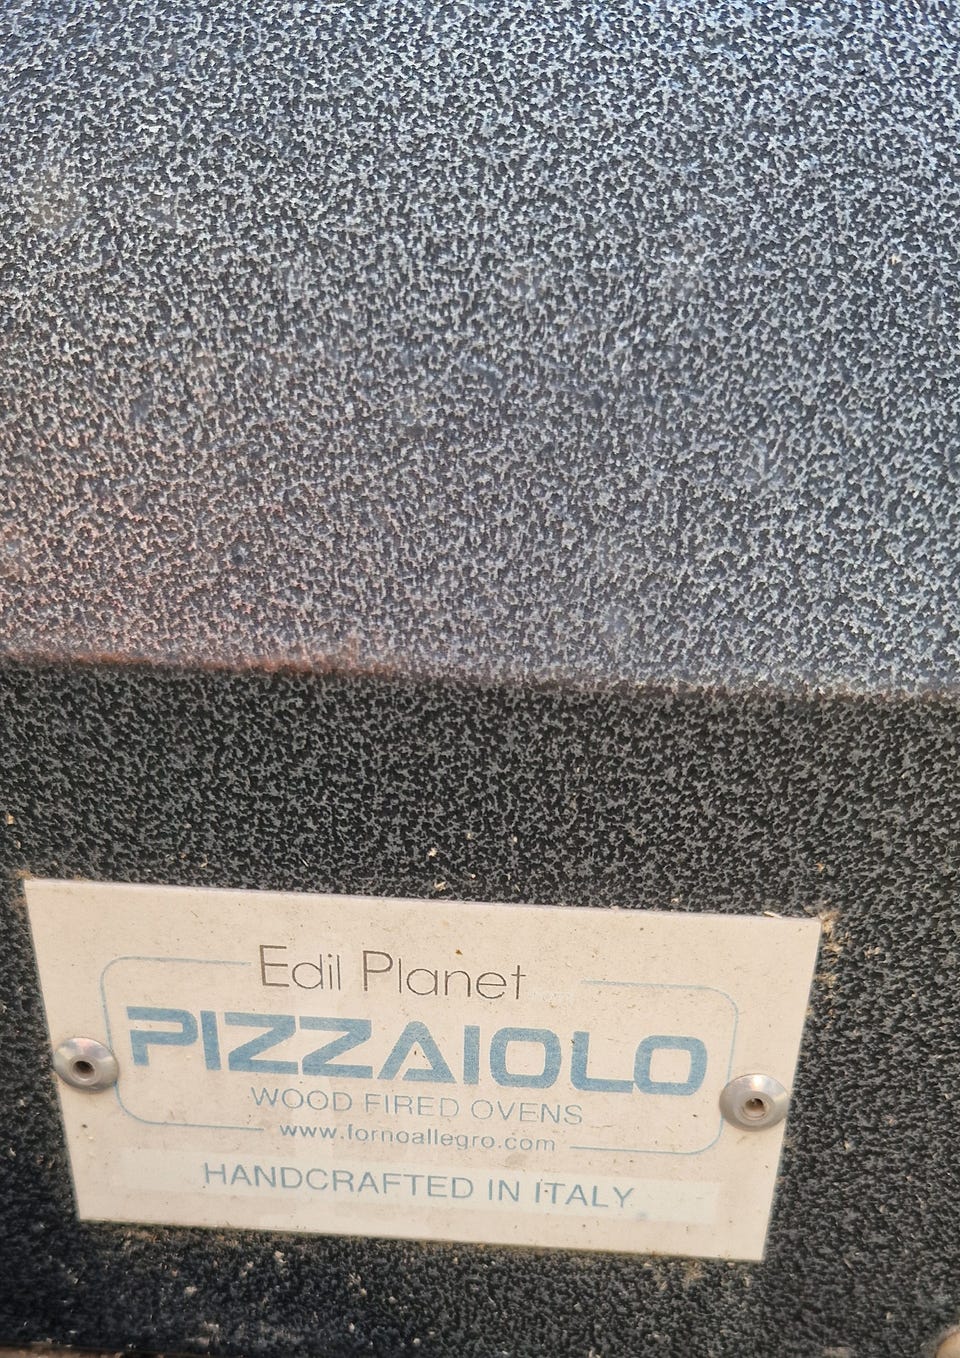 Edil Planet
PIZZAIOLO
WOOD FIRED OVENS
www.fornoallegro.com
HANDCRAFTED IN ITALY